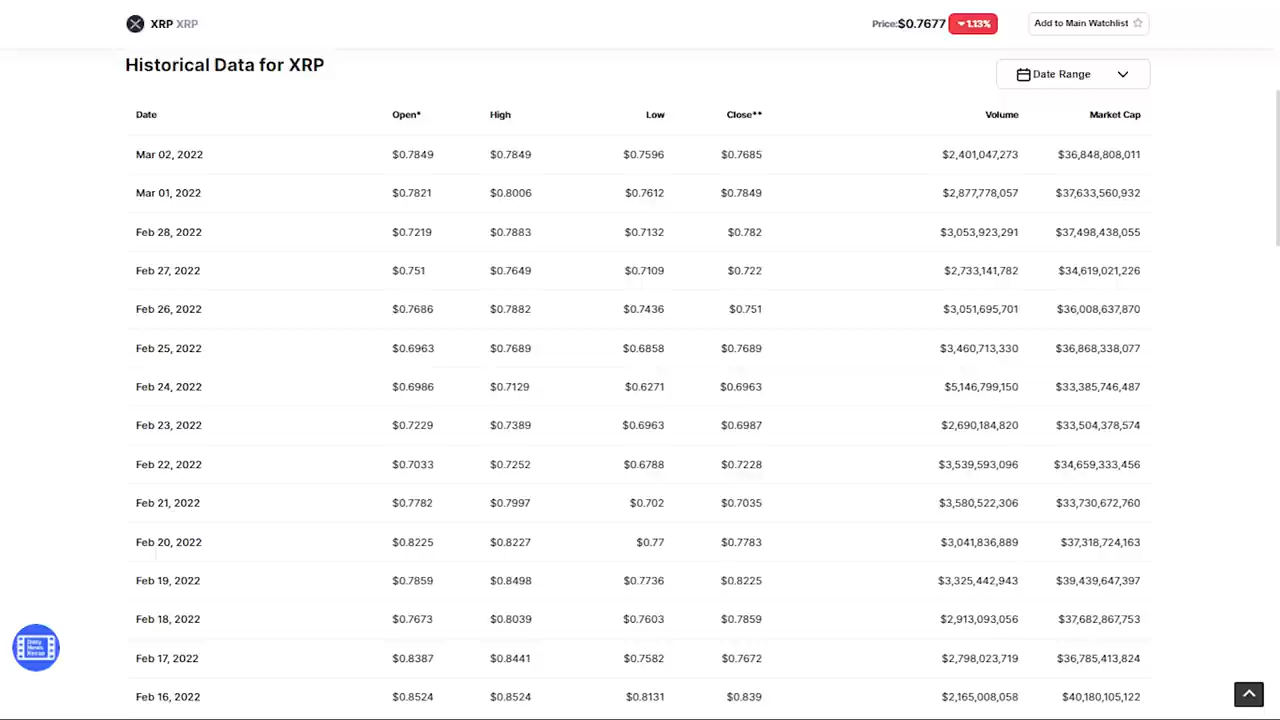 XRP XRP Price:$0.7677 1.13% Add to Main Watchlist
Historical Data for XRP Date Range
Date Open* High Low Close** Volume Market Cap
Mar 02, 2022 $0.7849 $0.7849 $0.7596 $0.7685 $2,401,047,273 $36,848,808,011
Mar 01, 2022 $0.7821 $0.8006 $0.7612 $0.7849 $2,877,778,057 $37,633,560,932
Feb 28, 2022 $0.7219 $0.7883 $0.7132 $0.782 $3,053,923,291 $37,498,438,055
Feb 27, 2022 $0.751 $0.7649 $0.7109 $0.722 $2,733,141,782 $34,619,021,226
Feb 26, 2022 $0.7686 $0.7882 $0.7436 $0.751 $3,051,695,701 $36,008,637,870
Feb 25, 2022 $0.6963 $0.7689 $0.6858 $0.7689 $3,460,713,330 $36,868,338,077
Feb 24, 2022 $0.6986 $0.7129 $0.6271 $0.6963 $5,146,799,150 $33,385,746,487
Feb 23, 2022 $0.7229 $0.7389 $0.6963 $0.6987 $2,690,184,820 $33,504,378,574
Feb 22, 2022 $0.7033 $0.7252 $0.6788 $0.7228 $3,539,593,096 $34,659,333,456
Feb 21, 2022 $0.7782 $0.7997 $0.702 $0.7035 $3,580,522,306 $33,730,672,760
Feb 20, 2022 $0.8225 $0.8227 $0.77 $0.7783 $3,041,836,889 $37,318,724,163
Feb 19, 2022 $0.7859 $0.8498 $0.7736 $0.8225 $3,325,442,943 $39,439,647,397
Feb 18, 2022 $0.7673 $0.8039 $0.7603 $0.7859 $2,913,093,056 $37,682,867,753
Daily
News
Recap
Feb 17, 2022 $0.8387 $0.8441 $0.7582 $0.7672 $2,798,023,719 $36,785,413,824
Feb 16, 2022 $0.8524 $0.8524 $0.8131 $0.839 $2,165,008,058 $40,180,105,122